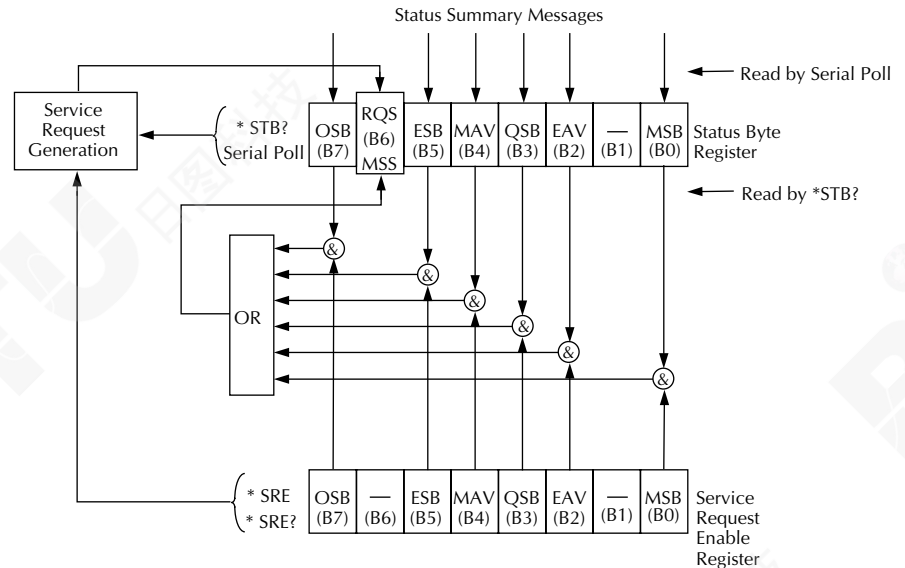 Status Summary Messages
Read by Serial Poll
Service
Request
Generation
* STB?
Serial Poll
OSB
(B7)
RQS
(B6)
MSS
ESB
(B5)
MAV
(B4)
QSB
(B3)
EAV
(B2)
—
(B1)
MSB
(B0)
Status Byte
Register
Read by *STB?
&
&
&
&
&
&
OR
* SRE
* SRE?
OSB
(B7)
—
(B6)
ESB
(B5)
MAV
(B4)
QSB
(B3)
EAV
(B2)
—
(B1)
MSB
(B0)
Service
Request
Enable
Register